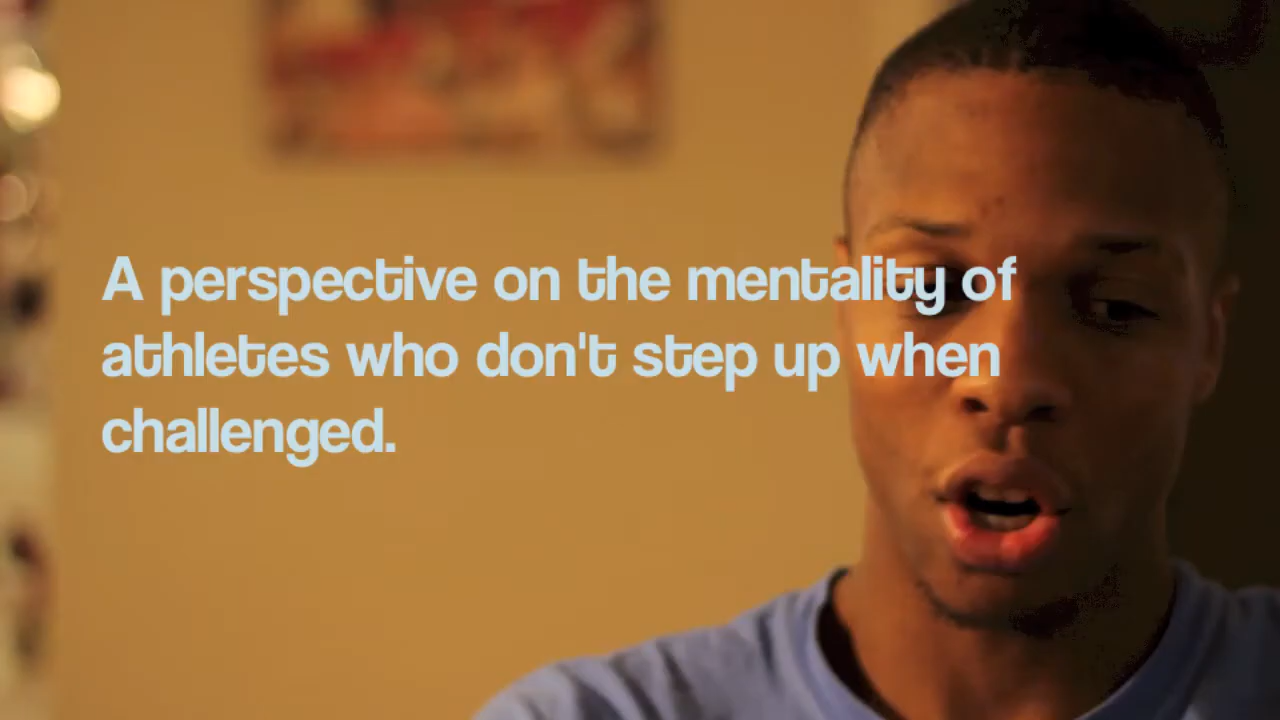 A perspective on the mentality of
athletes who don't step up when
challenged.